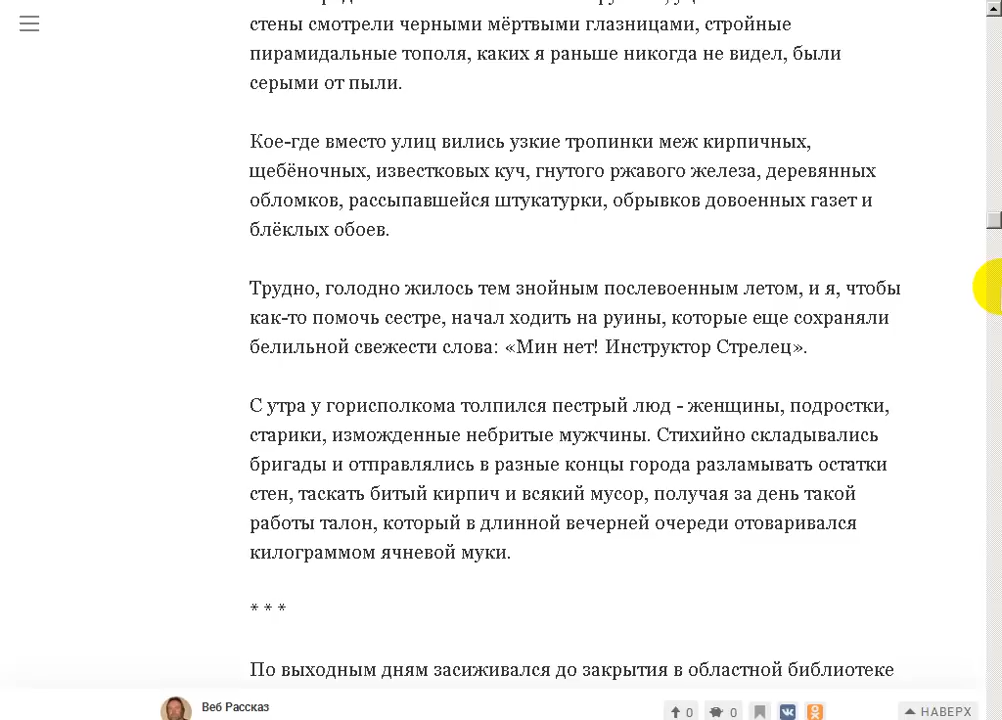 стены смотрели черными мёртвыми глазницами, стройные
пирамидальные тополя, каких я раньше никогда не видел, были
серыми от пыли.
Кое-где вместо улиц вились узкие тропинки меж кирпичных,
щебёночных, известковых куч, гнутого ржавого железа, деревянных
обломков, рассыпавшейся штукатурки, обрывков довоенных газет и
блёклых обоев.
Трудно, голодно жилось тем знойным послевоенным летом, и я, чтобы
как-то помочь сестре, начал ходить на руины, которые еще сохраняли
белильной свежести слова: «Мин нет! Инструктор Стрелец».
С утра у горисполкома толпился пестрый люд - женщины, подростки,
старики, изможденные небритые мужчины. Стихийно складывались
бригады и отправлялись в разные концы города разламывать остатки
стен, таскать битый кирпич и всякий мусор, получая за день такой
работы талон, который в длинной вечерней очереди отоваривался
килограммом ячневой муки.
* * *
По выходным дням засиживался до закрытия в областной библиотеке
Веб Рассказ
0
0
НАВЕРХ